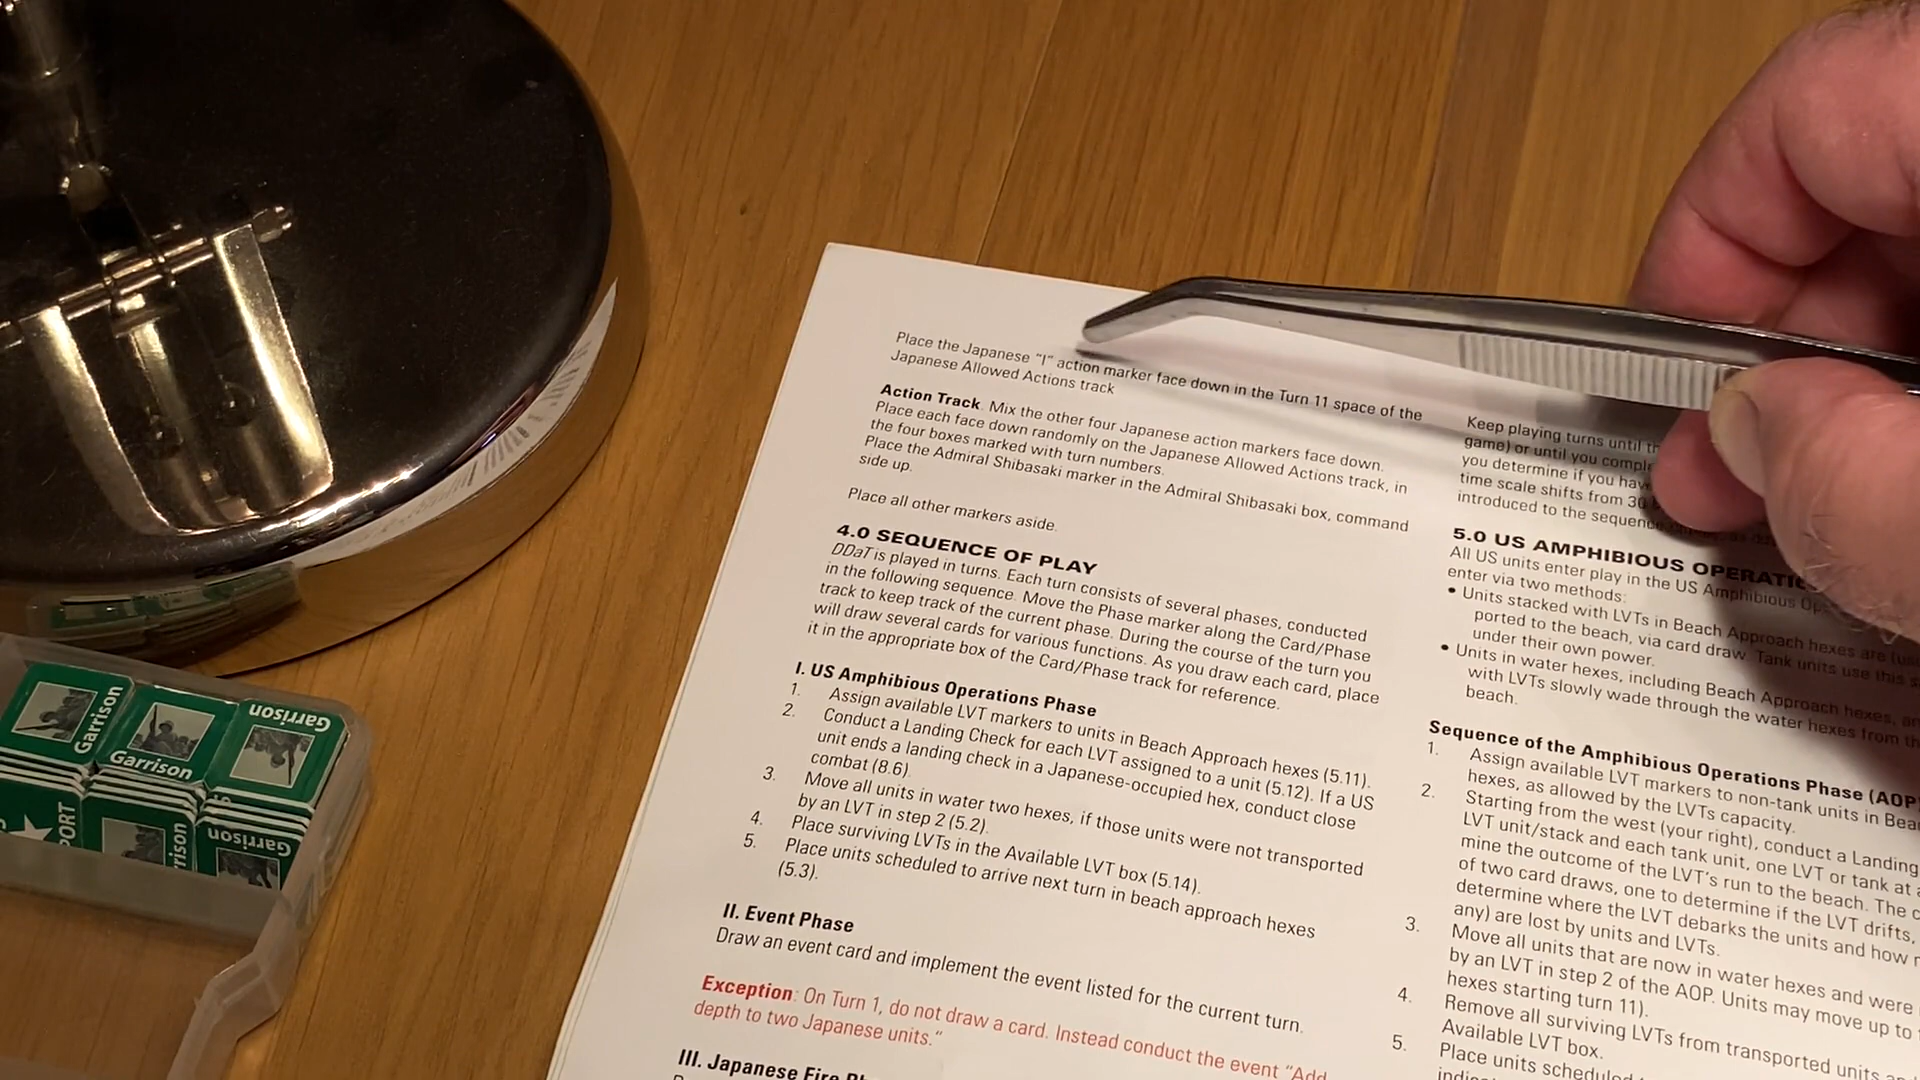 Place the Japanese "I" action marker face down in the Turn 11 space of the
Japanese Allowed Actions track
Action Track. Mix the other four Japanese action markers face down.
Place each face down randomly on the Japanese Allowed Actions track, in
the four boxes marked with turn numbers.
Place the Admiral Shibasaki marker in the Admiral Shibasaki box, command
side up.
Place all other markers aside.
4.0 SEQUENCE OF PLAY
DDaT is played in turns. Each turn consists of several phases, conducted
in the following sequence. Move the Phase marker along the Card/Phase
track to keep track of the current phase. During the course of the turn you
will draw several cards for various functions. As you draw each card, place
it in the appropriate box of the Card/Phase track for reference.
I. US Amphibious Operations Phase
1. Assign available LVT markers to units in Beach Approach hexes (5.11).
2. Conduct a Landing Check for each LVT assigned to a unit (5.12). If a US
unit ends a landing check in a Japanese-occupied hex, conduct close
combat (8.6).
3. Move all units in water two hexes, if those units were not transported
by an LVT in step 2 (5.2).
4. Place surviving LVTs in the Available LVT box (5.14).
5. Place units scheduled to arrive next turn in beach approach hexes
(5.3).
II. Event Phase
Draw an event card and implement the event listed for the current turn.
Exception: On Turn 1, do not draw a card. Instead conduct the event "Add
depth to two Japanese units."
III. Japanese Fire
Keep playing turns until
game) or until you
you determine if you
time scale shifts from
introduced to the
5.0 US AMPHIBIOUS
All US units enter play in the US Amphibious
enter via two methods:
• Units stacked with LVTs in Beach Approach hexes are
ported to the beach, via card draw. Tank units use this
under their own power.
• Units in water hexes, including Beach Approach hexes,
with LVTs slowly wade through the water hexes from
beach.
Sequence of the Amphibious Operations Phase (AOP
1. Assign available LVT markers to non-tank units in
hexes, as allowed by the LVTs capacity.
2. Starting from the west (your right), conduct a Landing
LVT unit/stack and each tank unit, one LVT or tank at
mine the outcome of the LVT's run to the beach. The
of two card draws, one to determine if the LVT drifts,
determine where the LVT debarks the units and how
any) are lost by units and LVTs.
3. Move all units that are now in water hexes and were
by an LVT in step 2 of the AOP. Units may move up to
hexes starting turn 11).
4. Remove all surviving LVTs from transported units
Available LVT box.
5. Place units scheduled
Garrison
Garrison
Garrison
PORT
rison
Garrison